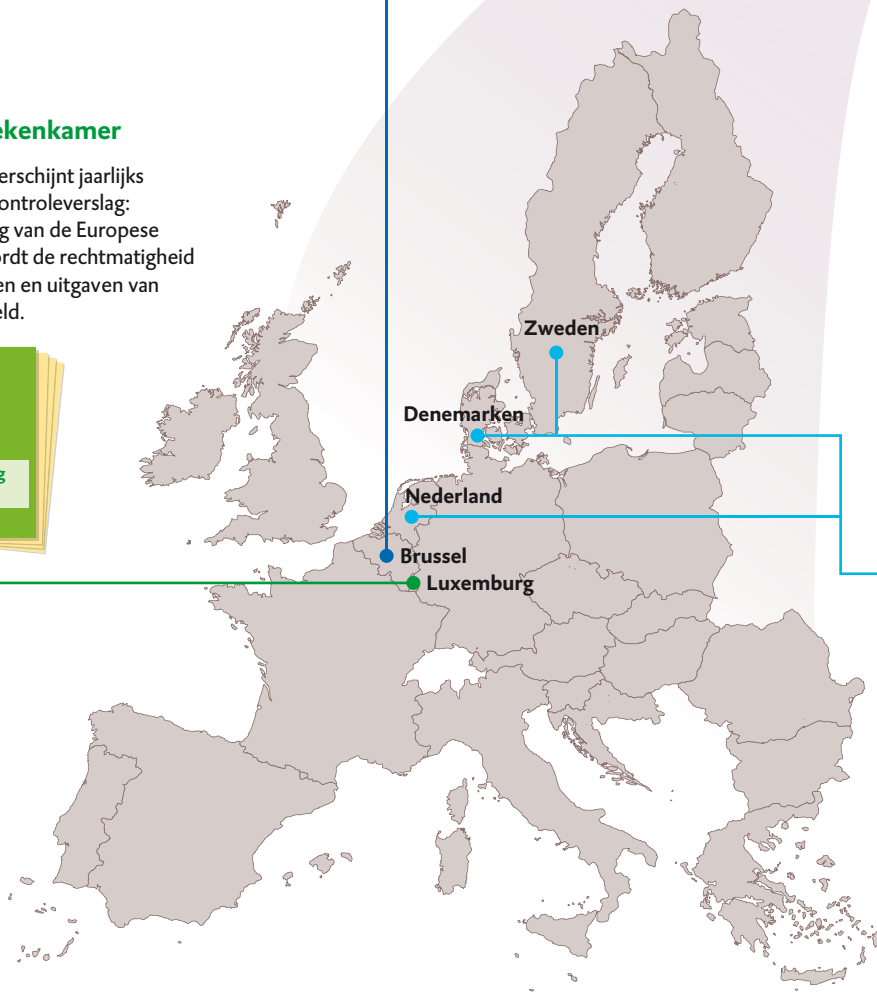 ekenkamer
erschijnt jaarlijks
ontroleverslag:
g van de Europese
rdt de rechtmatigheid
en en uitgaven van
eld.
g
Zweden
Denemarken
Nederland
Brussel
Luxemburg